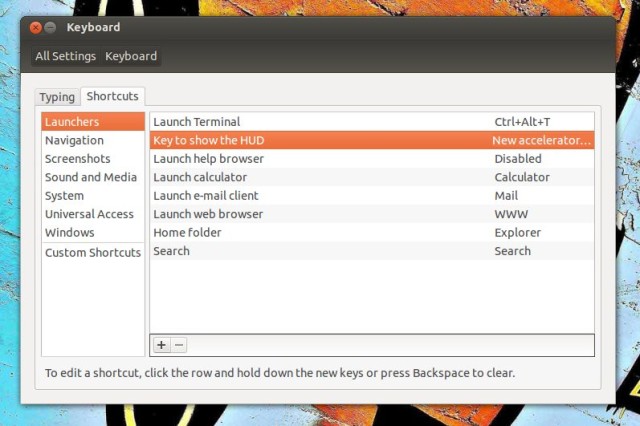 Keyboard
All Settings Keyboard
Typing Shortcuts
Launchers
Navigation
Screenshots
Sound and Media
System
Universal Access
Windows
Custom Shortcuts
Launch Terminal Ctrl+Alt+T
Key to show the HUD New accelerator...
Launch help browser Disabled
Launch calculator Calculator
Launch e-mail client Mail
Launch web browser WWW
Home folder Explorer
Search Search
To edit a shortcut, click the row and hold down the new keys or press Backspace to clear.